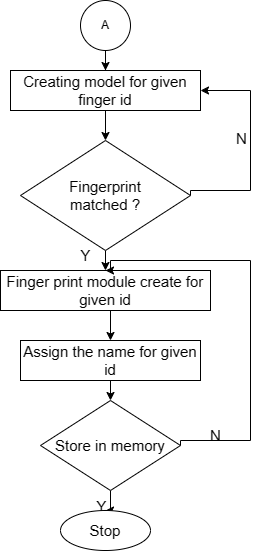 A
Creating model for given
finger id
N
Fingerprint
matched ?
Y
Finger print module create for
given id
Assign the name for given
id
N
Store in memory
Y
Stop